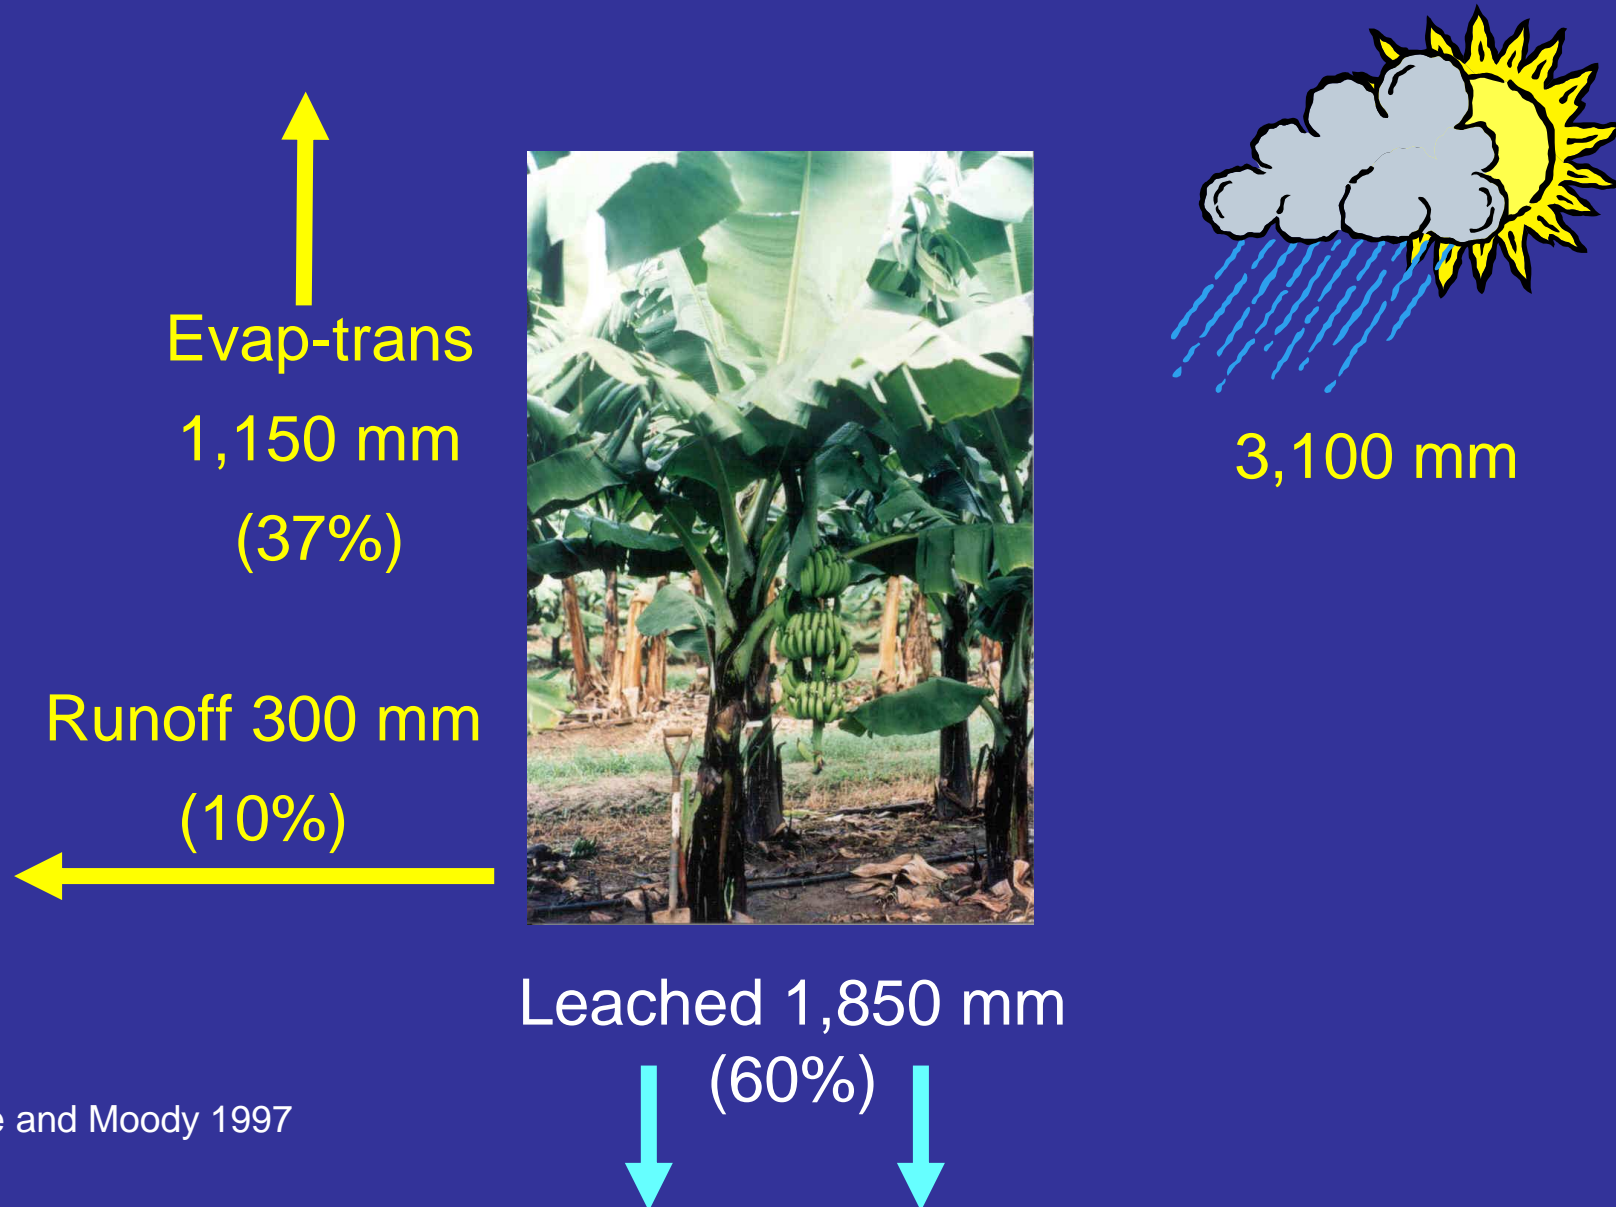 Evap-trans
1,150 mm
(37%)
3,100 mm
Runoff 300 mm
(10%)
Leached 1,850 mm
(60%)
and Moody 1997